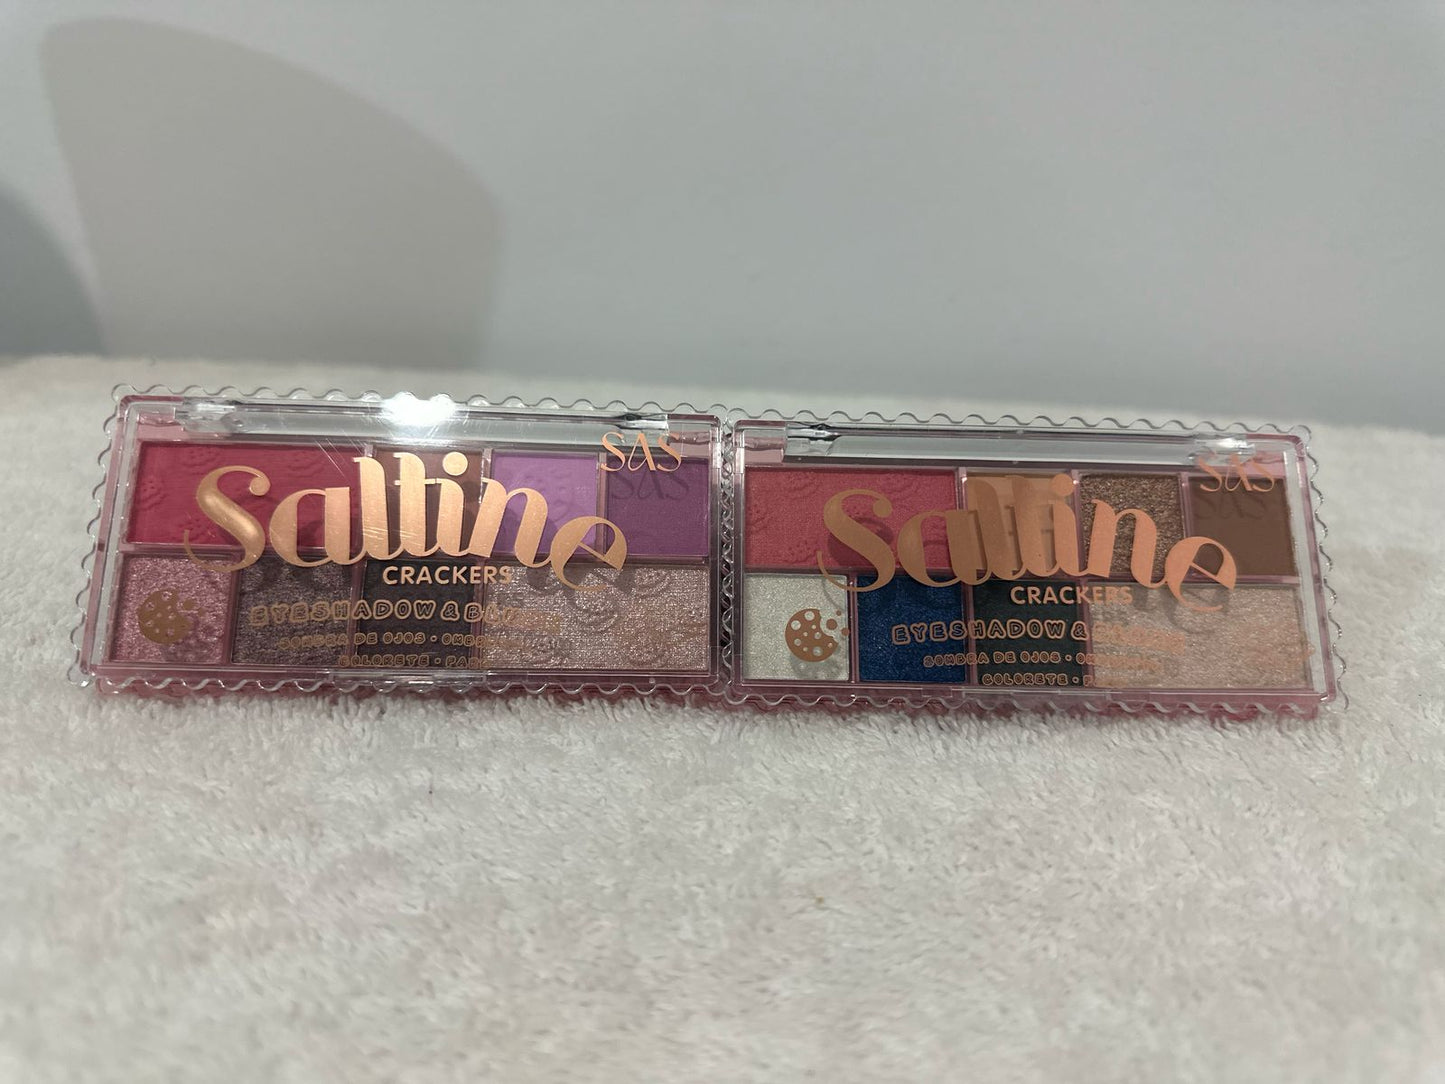 SAS
Saltine
CRACKERS
EYESHADOW &
SOMBRA DE OJOS •
COLORETE •
SAS
Saltine
CRACKERS
EYESHADOW &
SOMBRA DE OJOS •
COLORETE •